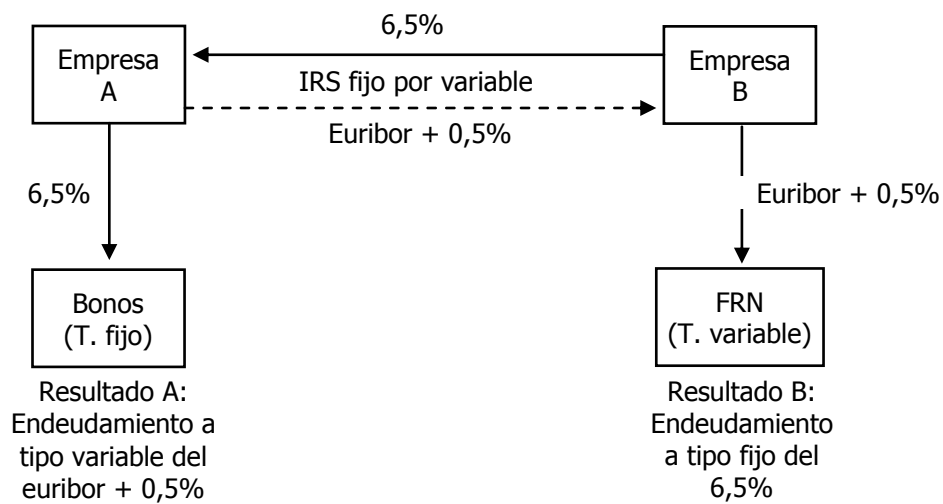 6,5%
Empresa
A
IRS fijo por variable
Empresa
B
Euribor + 0,5%
6,5%
Euribor + 0,5%
Bonos
(T. fijo)
FRN
(T. variable)
Resultado A:
Endeudamiento a
tipo variable del
euribor + 0,5%
Resultado B:
Endeudamiento
a tipo fijo del
6,5%